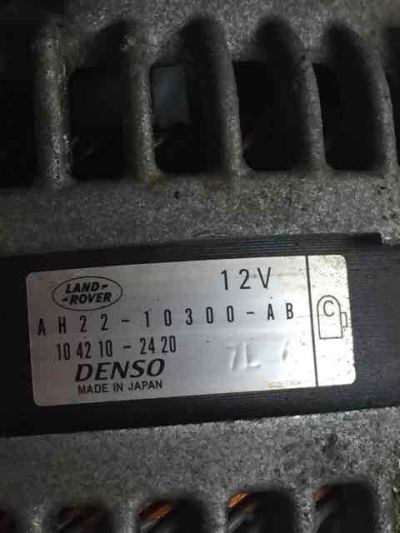 LAND-
-ROVER
12V
AH22-10300-AB
C
104210-2420
DENSO
MADE IN JAPAN